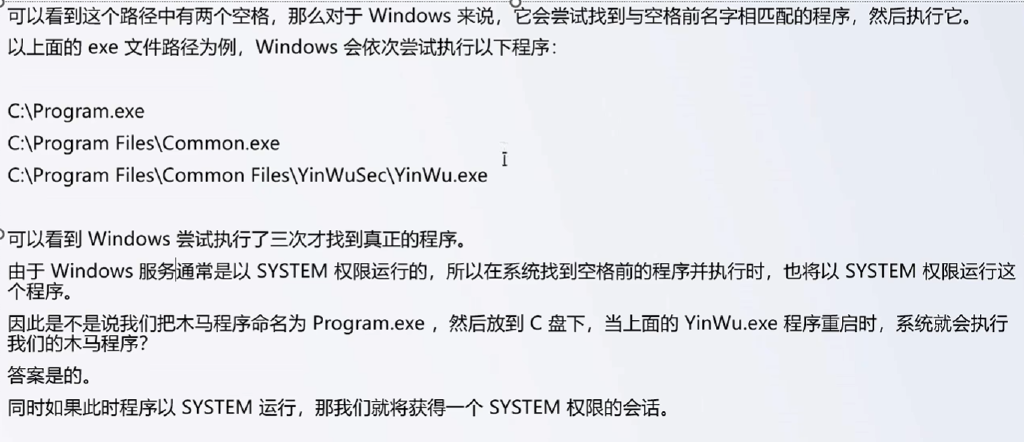 可以看到这个路径中有两个空格，那么对于 Windows 来说，它会尝试找到与空格前名字相匹配的程序，然后执行它。
以上面的 exe 文件路径为例，Windows 会依次尝试执行以下程序：
C:\Program.exe
C:\Program Files\Common.exe
C:\Program Files\Common Files\YinWuSec\YinWu.exe
可以看到 Windows 尝试执行了三次才找到真正的程序。
由于 Windows 服务通常是以 SYSTEM 权限运行的，所以在系统找到空格前的程序并执行时，也将以 SYSTEM 权限运行这
个程序。
因此是不是说我们把木马程序命名为 Program.exe ，然后放到 C 盘下，当上面的 YinWu.exe 程序重启时，系统就会执行
我们的木马程序？
答案是的。
同时如果此时程序以 SYSTEM 运行，那我们就将获得一个 SYSTEM 权限的会话。